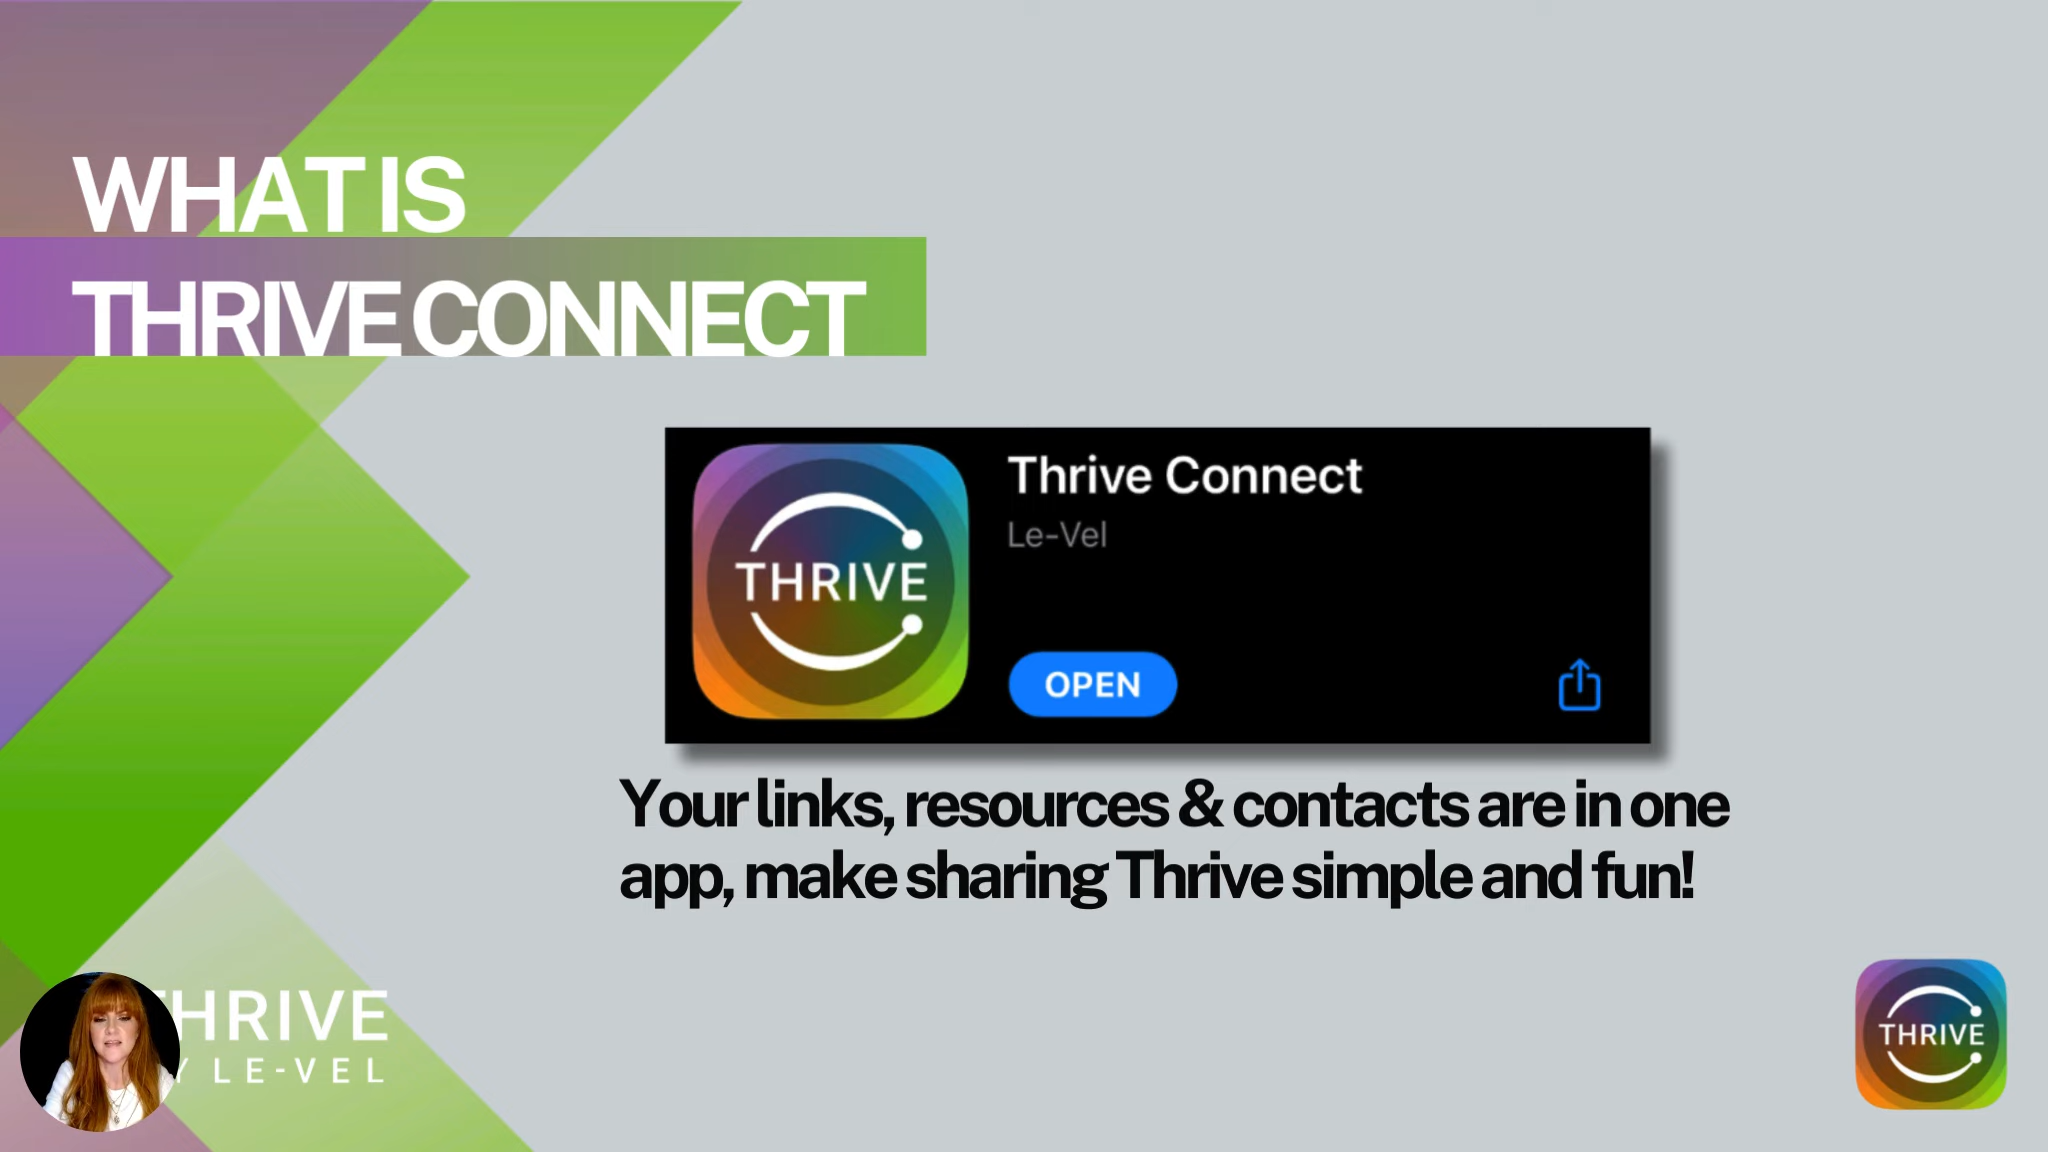 WHAT IS
THRIVE CONNECT
THRIVE
Thrive Connect
Le-Vel
OPEN
Your links, resources & contacts are in one
app, make sharing Thrive simple and fun!
THRIVE
Y LE-VEL
THRIVE